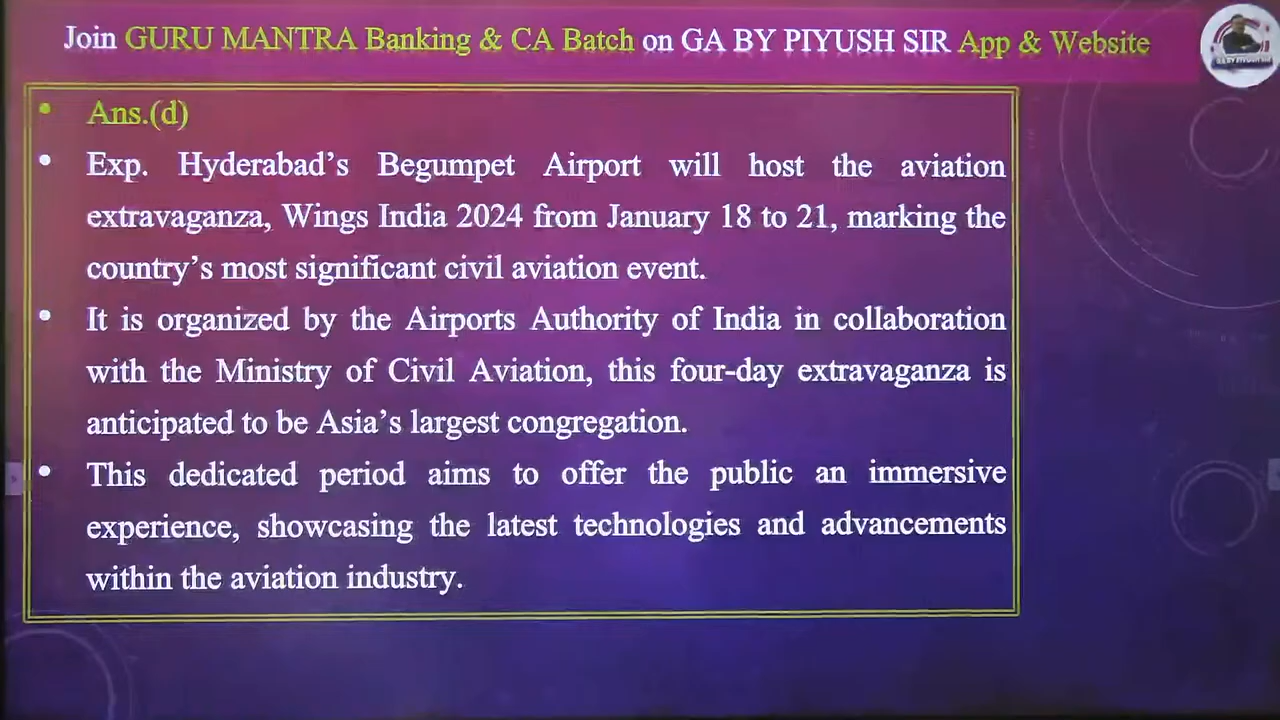 Join GURU MANTRA Banking & CA Batch on GA BY PIYUSH SIR App & Website
• Ans.(d)
• Exp. Hyderabad's Begumpet Airport will host the aviation
extravaganza, Wings India 2024 from January 18 to 21, marking the
country's most significant civil aviation event.
• It is organized by the Airports Authority of India in collaboration
with the Ministry of Civil Aviation, this four-day extravaganza is
anticipated to be Asia's largest congregation.
• This dedicated period aims to offer the public an immersive
experience, showcasing the latest technologies and advancements
within the aviation industry.
GA BY PIYUSH SIR